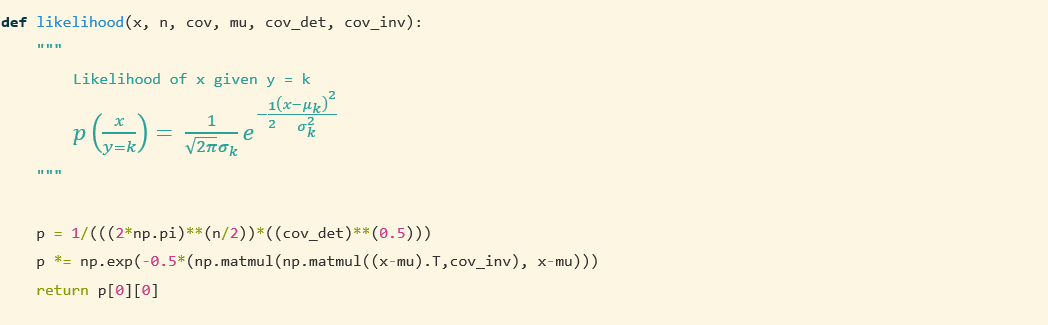 def likelihood(x, n, cov, mu, cov_det, cov_inv):
    """
        Likelihood of x given y = k
        p(x/y=k) = 1/(√2πσₖ) e^(-1/2 (x-μₖ)²/σₖ²)
    """
    p = 1/(((2*np.pi)**(n/2))*((cov_det)**(0.5)))
    p *= np.exp(-0.5*(np.matmul(np.matmul((x-mu).T,cov_inv), x-mu)))
    return p[0][0]